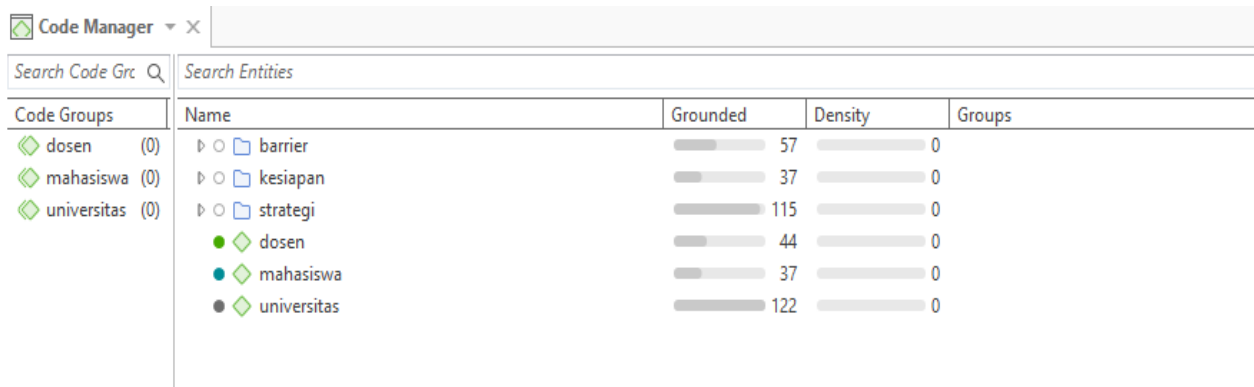 Code Manager
Search Code Grc Search Entities
Code Groups Name Grounded Density Groups
dosen (0) barrier 57 0
mahasiswa (0) kesiapan 37 0
universitas (0) strategi 115 0
dosen 44 0
mahasiswa 37 0
universitas 122 0